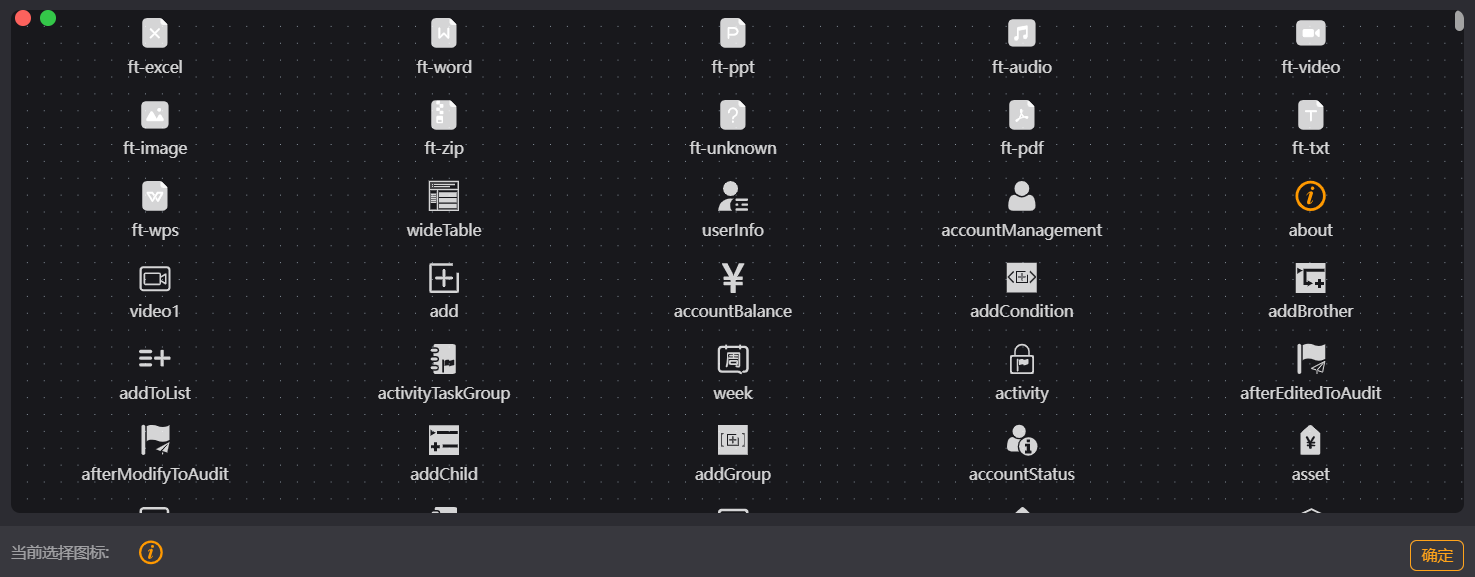 ft-excel ft-word ft-ppt ft-audio ft-video
ft-image ft-zip ft-unknown ft-pdf ft-txt
ft-wps wideTable userInfo accountManagement about
video1 add accountBalance addCondition addBrother
addToList activityTaskGroup week activity afterEditedToAudit
afterModifyToAudit addChild addGroup accountStatus asset
当前选择图标:
确定